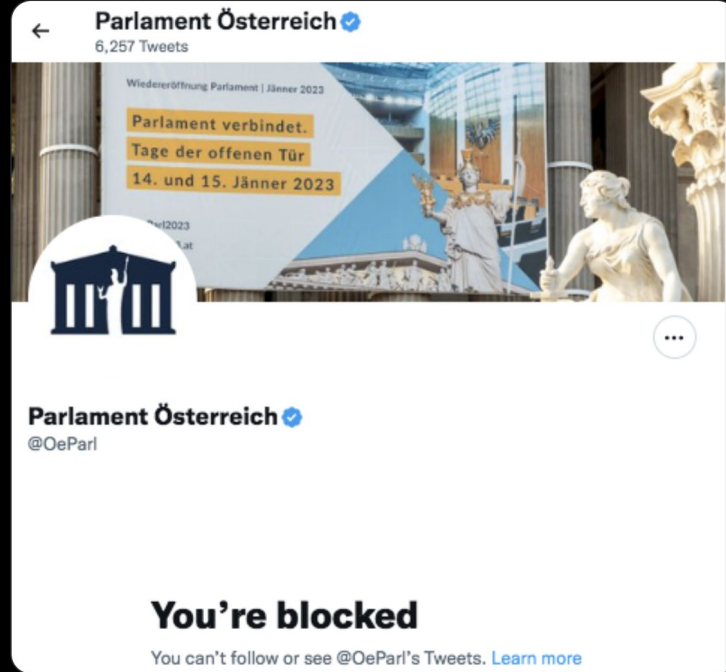 Parlament Österreich
6,257 Tweets
Wiedereröffnung Parlament | Jänner 2023
Parlament verbindet.
Tage der offenen Tür
14. und 15. Jänner 2023
Parlament Österreich
@OeParl
You’re blocked
You can’t follow or see @OeParl’s Tweets. Learn more